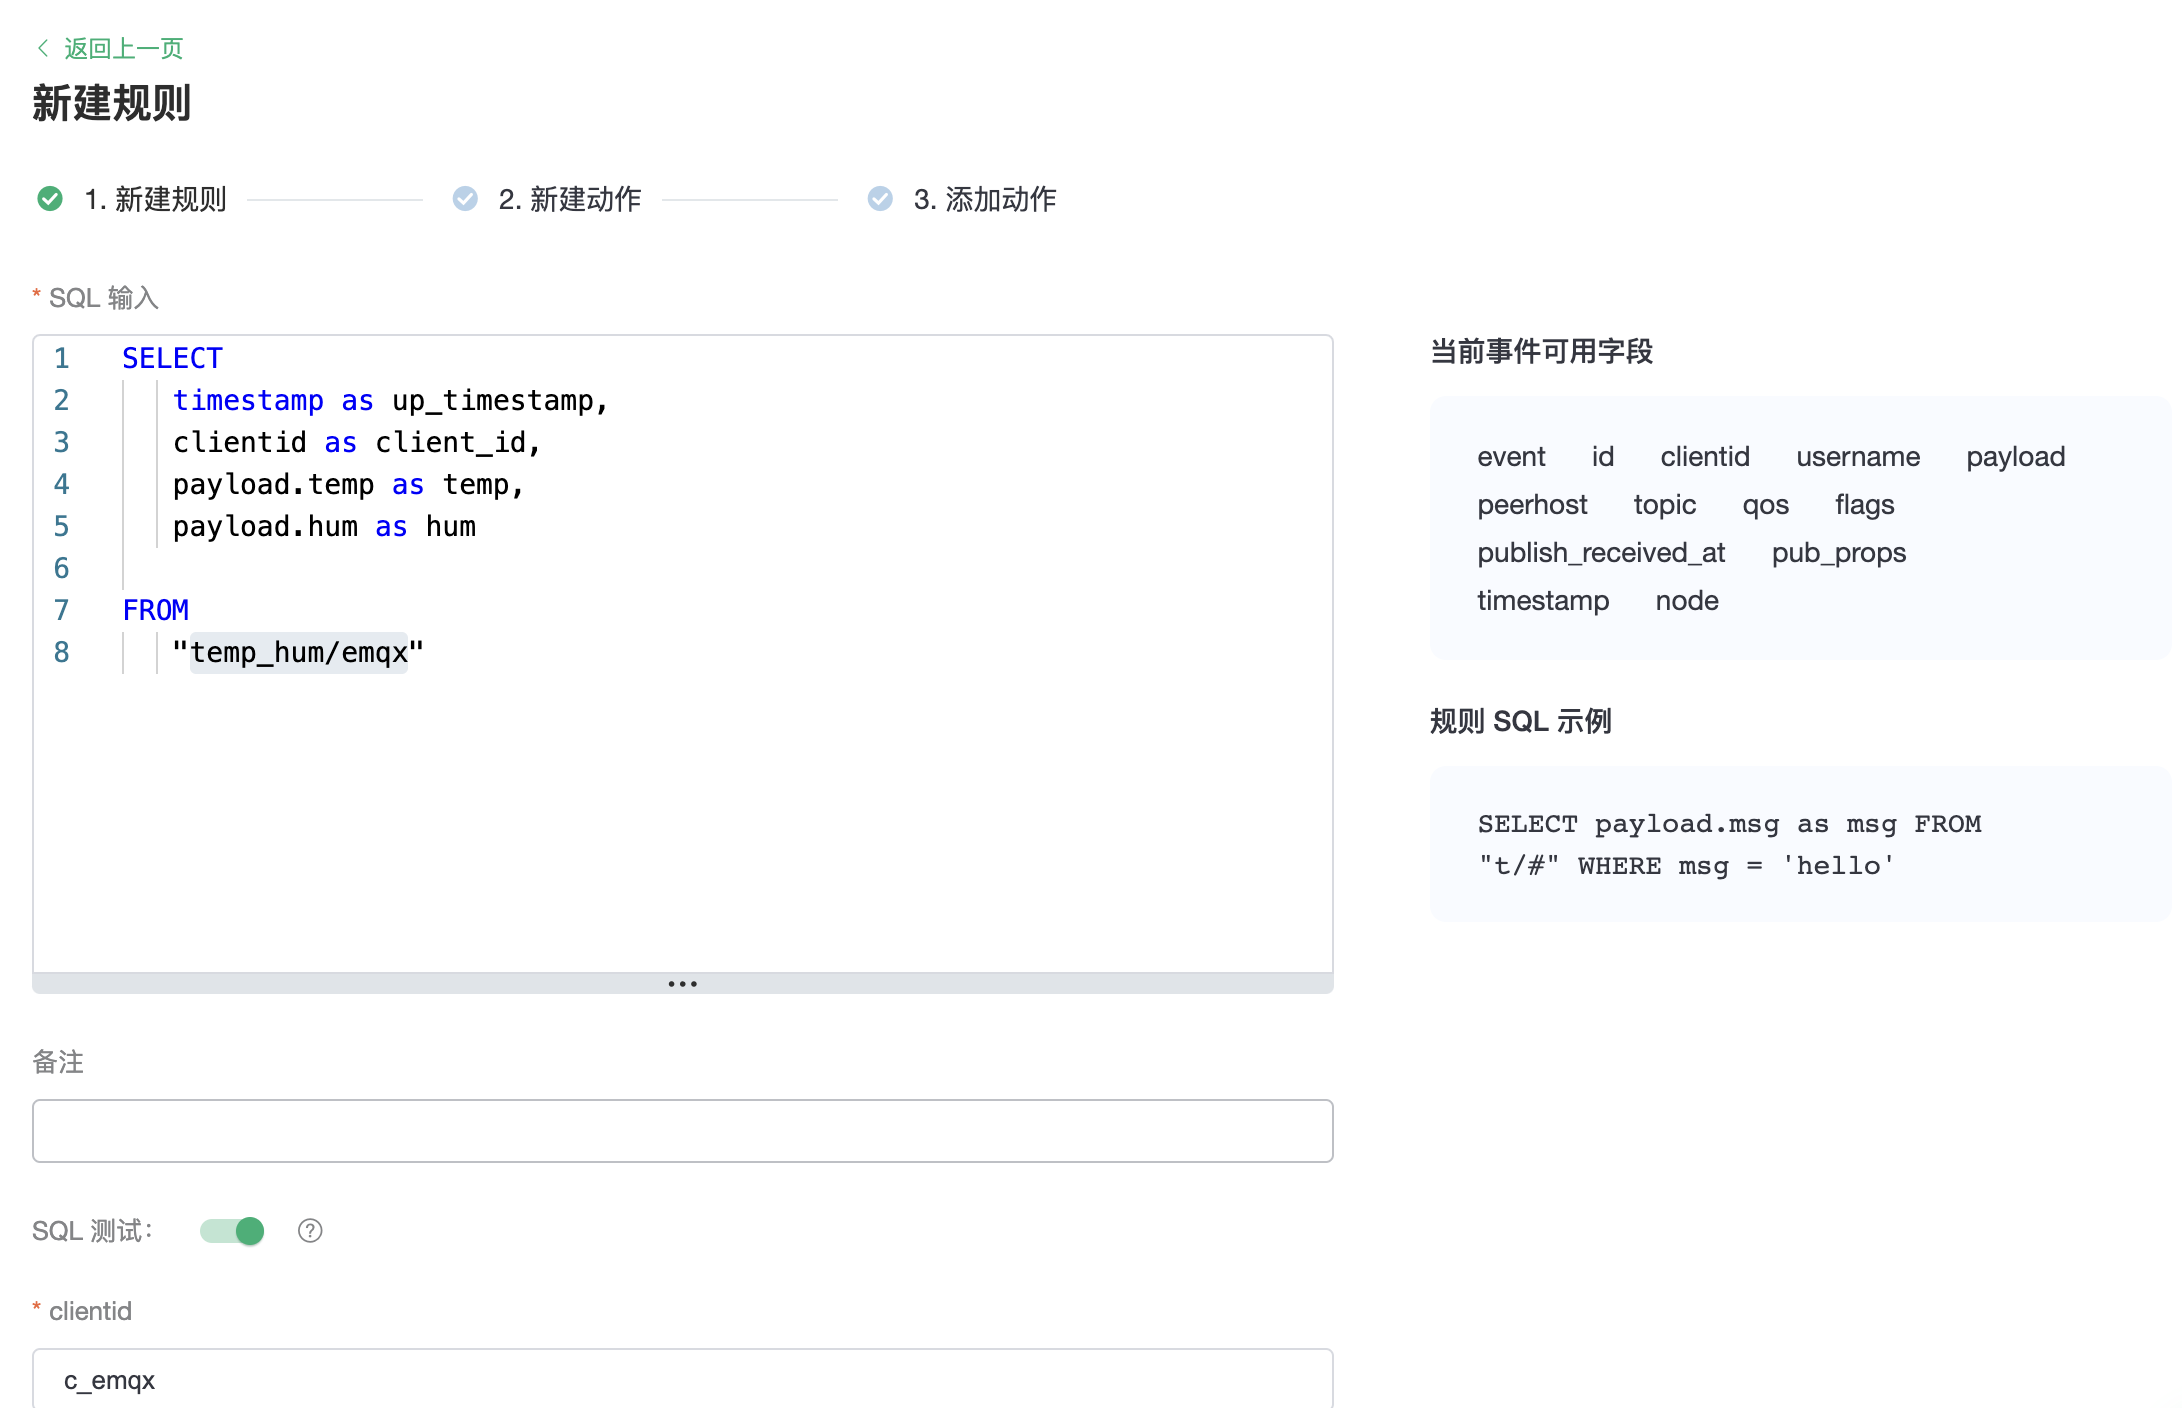 返回上一页
新建规则
1. 新建规则 2. 新建动作 3. 添加动作
* SQL 输入
1 SELECT
2 timestamp as up_timestamp,
3 clientid as client_id,
4 payload.temp as temp,
5 payload.hum as hum
6
7 FROM
8 "temp_hum/emqx"
当前事件可用字段
event id clientid username payload
peerhost topic qos flags
publish_received_at pub_props
timestamp node
规则 SQL 示例
SELECT payload.msg as msg FROM
"t/#" WHERE msg = 'hello'
备注
SQL 测试：
* clientid
c_emqx